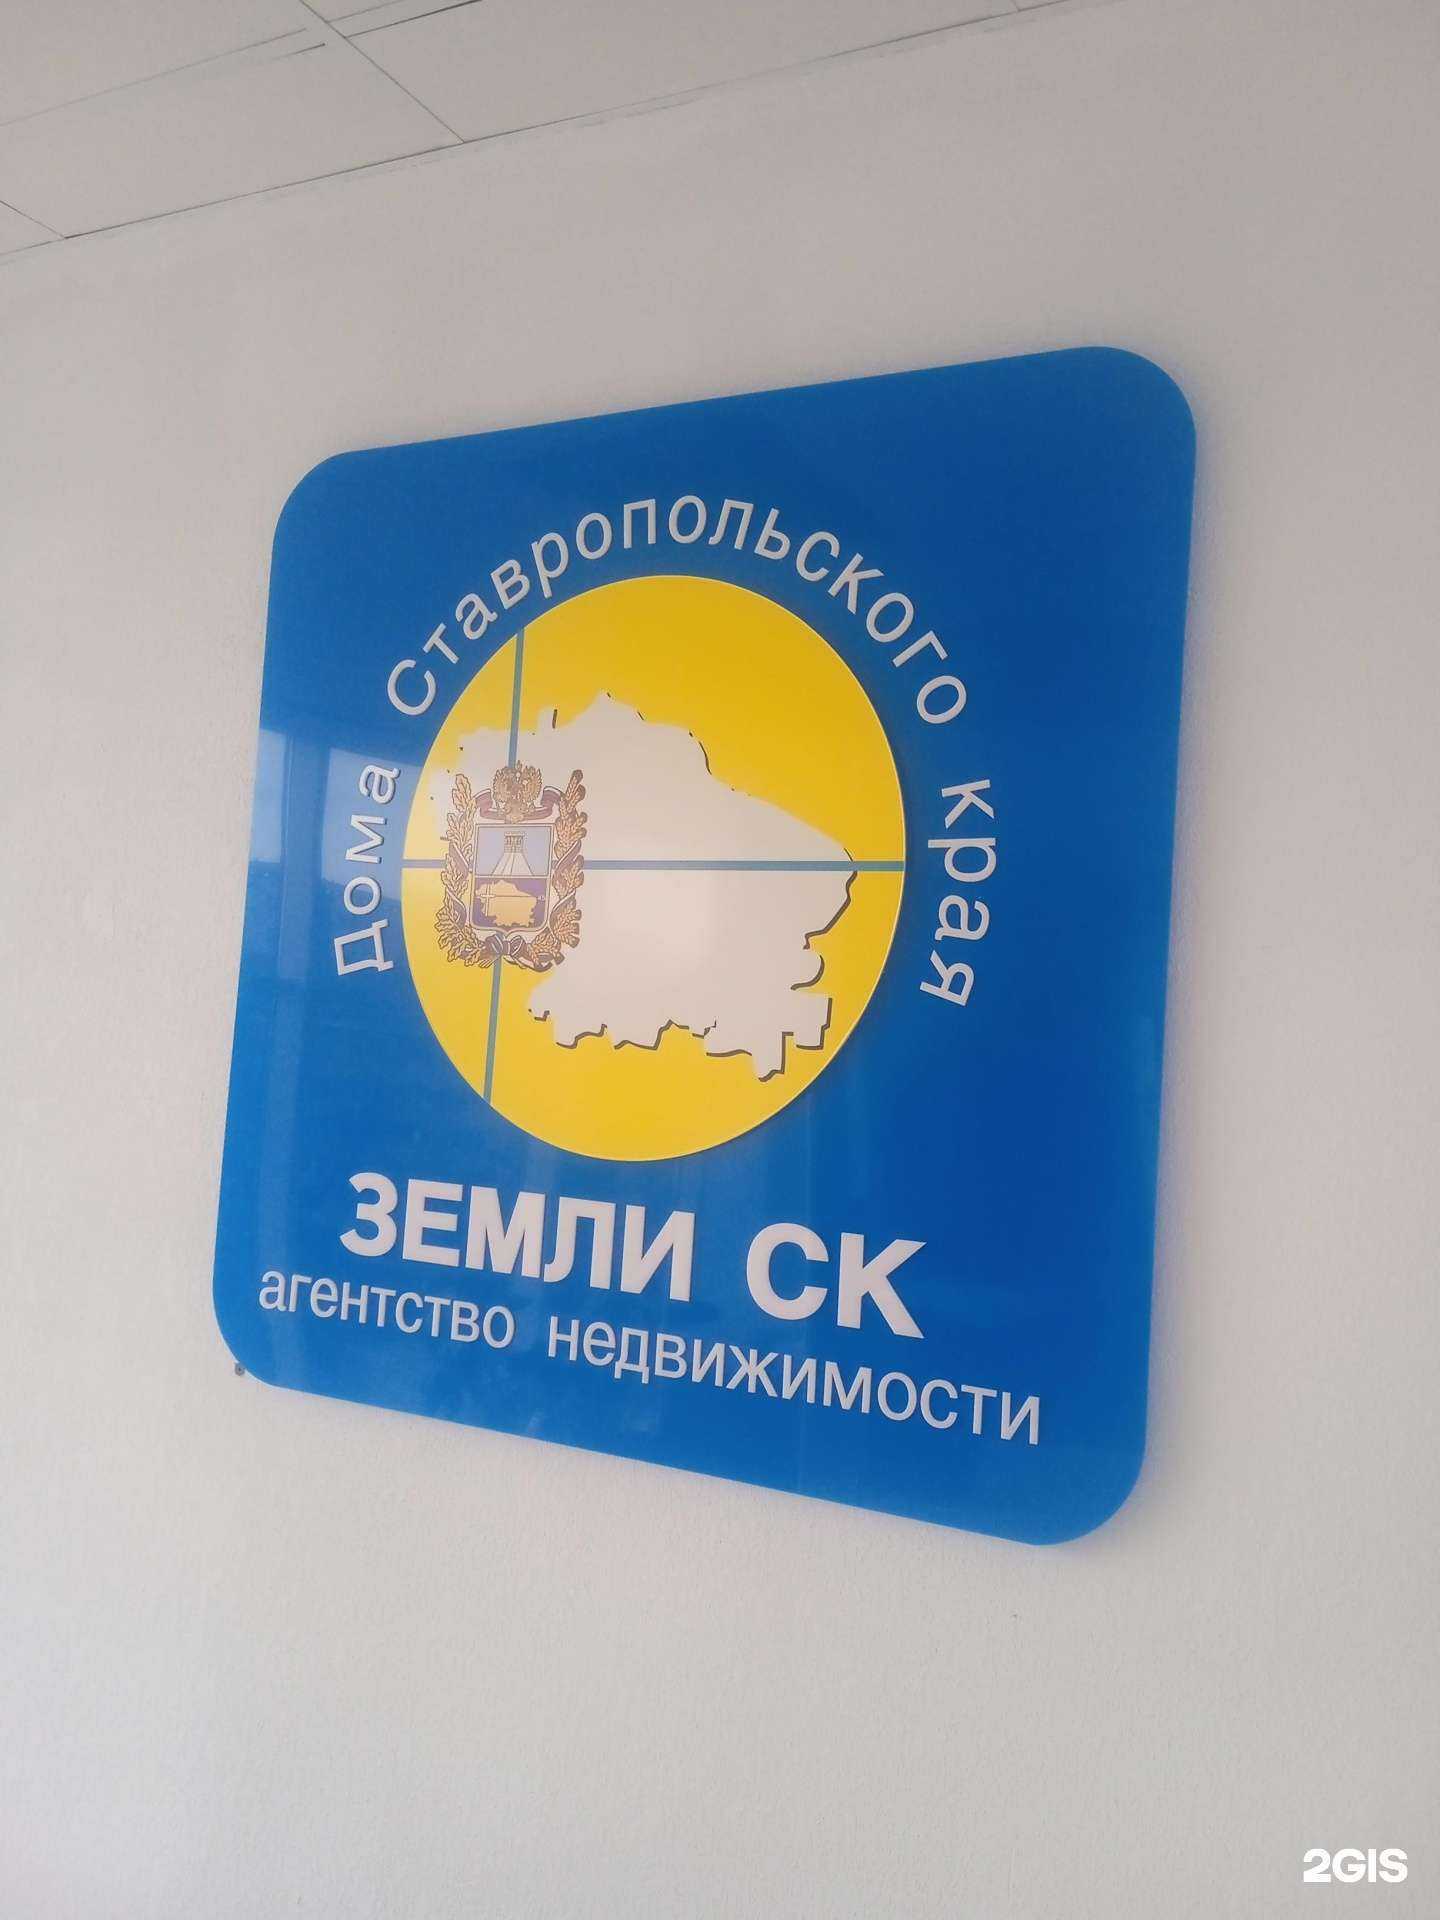 Дома Ставропольского края
ЗЕМЛИ СК
агентство недвижимости
2GIS